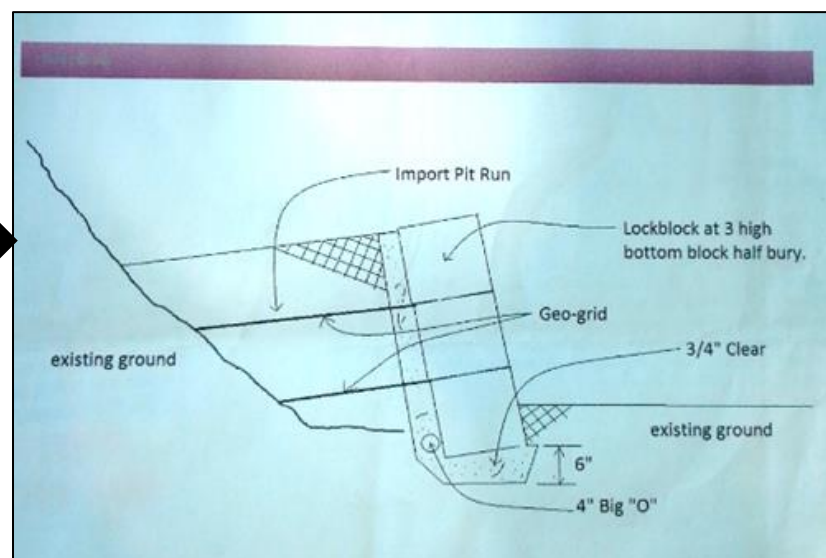 Import Pit Run
Lockblock at 3 high
bottom block half bury.
Geo-grid
3/4" Clear
existing ground
existing ground
6"
4" Big "O"